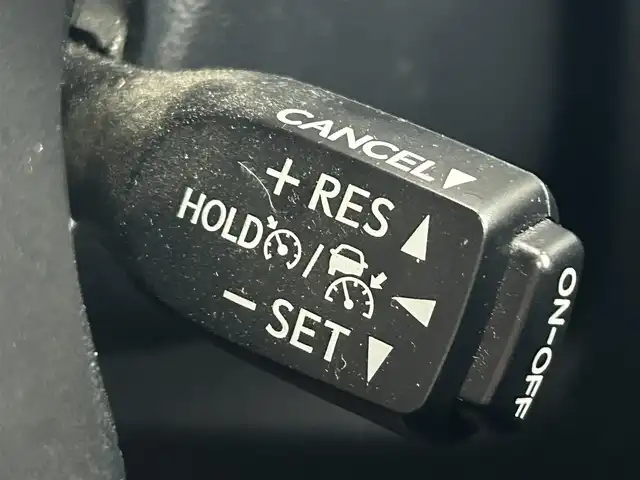 CANCEL
+ RES
HOLD /
− SET
ON-OFF